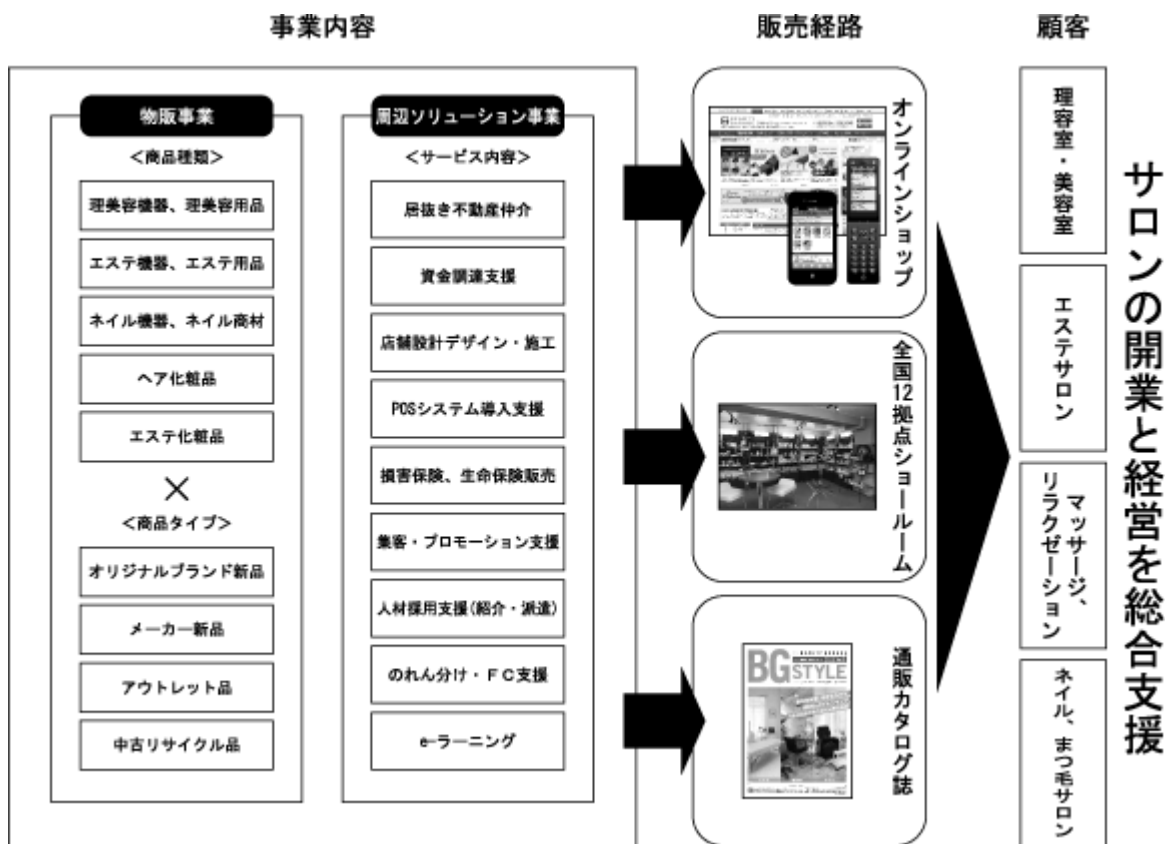 事業内容
販売経路
顧客
物販事業
<商品種類>
理美容機器、理美容用品
エステ機器、エステ用品
ネイル機器、ネイル商材
ヘア化粧品
エステ化粧品
×
<商品タイプ>
オリジナルブランド新品
メーカー新品
アウトレット品
中古リサイクル品
周辺ソリューション事業
<サービス内容>
居抜き不動産仲介
資金調達支援
店舗設計デザイン・施工
POSシステム導入支援
損害保険、生命保険販売
集客・プロモーション支援
人材採用支援(紹介・派遣)
のれん分け・FC支援
e-ラーニング
オンラインショップ
全国12拠点ショールーム
通販カタログ誌
BG
STYLE
理容室・美容室
エステサロン
マッサージ、
リラクゼーション
ネイル、まつ毛サロン
サロンの開業と経営を総合支援